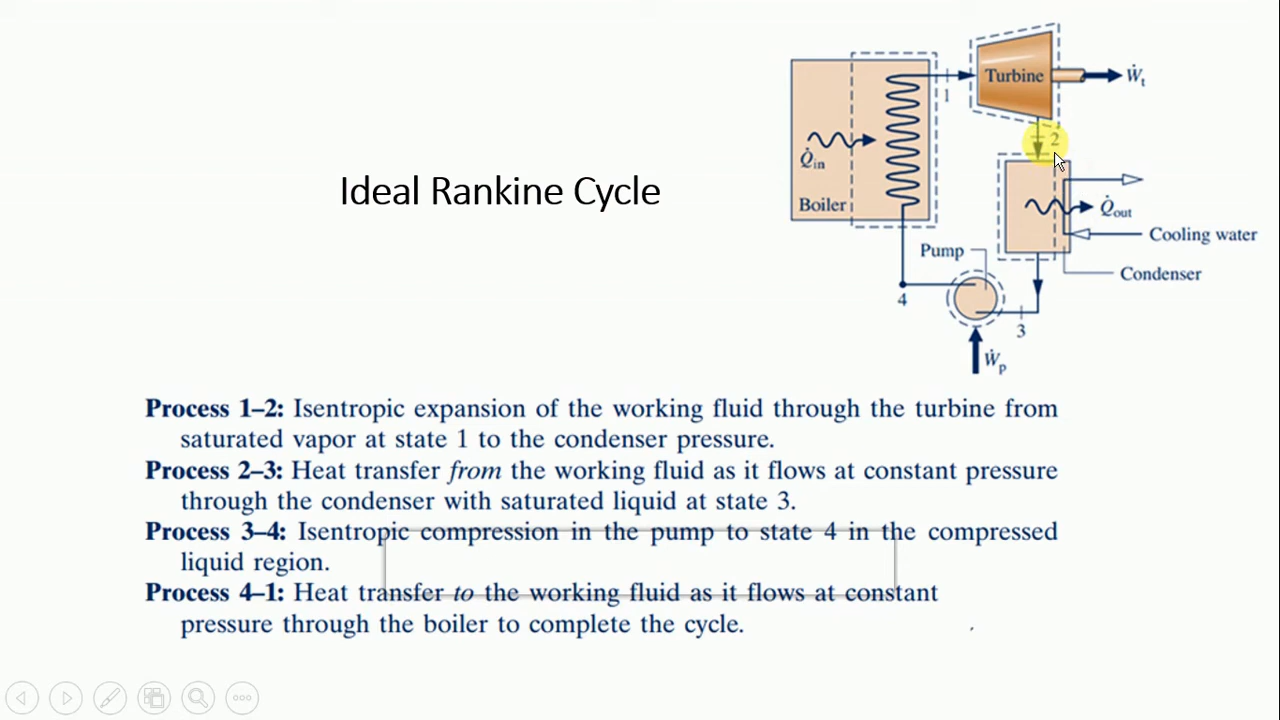 Ideal Rankine Cycle
Turbine
Ẇt
1
2
Q̇in
Boiler
Q̇out
Cooling water
Pump
Condenser
4
3
Ẇp
Process 1–2: Isentropic expansion of the working fluid through the turbine from
saturated vapor at state 1 to the condenser pressure.
Process 2–3: Heat transfer from the working fluid as it flows at constant pressure
through the condenser with saturated liquid at state 3.
Process 3–4: Isentropic compression in the pump to state 4 in the compressed
liquid region.
Process 4–1: Heat transfer to the working fluid as it flows at constant
pressure through the boiler to complete the cycle.